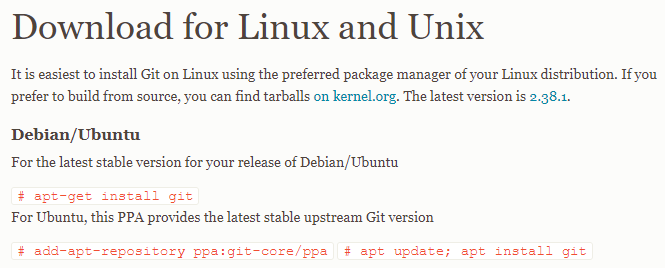 Download for Linux and Unix
It is easiest to install Git on Linux using the preferred package manager of your Linux distribution. If you
prefer to build from source, you can find tarballs on kernel.org. The latest version is 2.38.1.
Debian/Ubuntu
For the latest stable version for your release of Debian/Ubuntu
# apt-get install git
For Ubuntu, this PPA provides the latest stable upstream Git version
# add-apt-repository ppa:git-core/ppa # apt update; apt install git